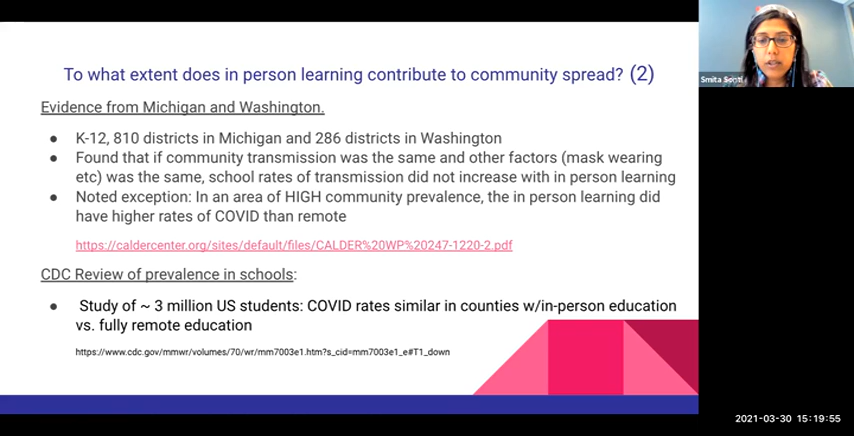 To what extent does in person learning contribute to community spread? (2)
Smita
Evidence from Michigan and Washington.
● K-12, 810 districts in Michigan and 286 districts in Washington
● Found that if community transmission was the same and other factors (mask wearing
etc) was the same, school rates of transmission did not increase with in person learning
● Noted exception: In an area of HIGH community prevalence, the in person learning did
have higher rates of COVID than remote
https://caldercenter.org/sites/default/files/CALDER%20WP%20247-1220-2.pdf
CDC Review of prevalence in schools:
● Study of ~ 3 million US students: COVID rates similar in counties w/in-person education
vs. fully remote education
https://www.cdc.gov/mmwr/volumes/70/wr/mm7003e1.htm?s_cid=mm7003e1_e#T1_down
2021-03-30 15:19:55